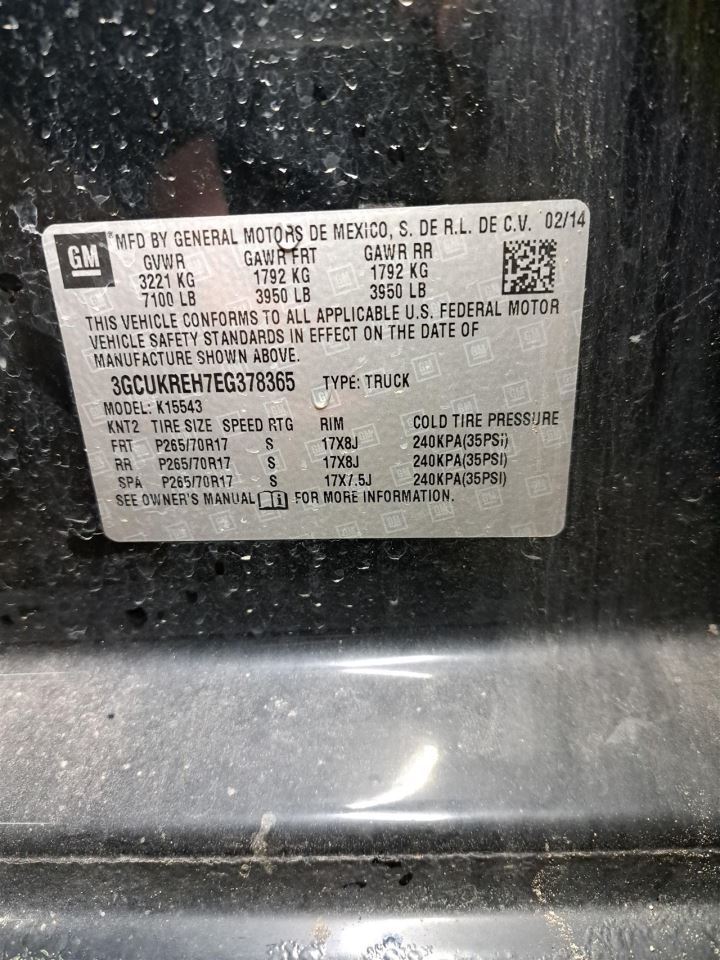 GM
MFD BY GENERAL MOTORS DE MEXICO, S. DE R.L. DE C.V. 02/14
GVWR GAWR FRT GAWR RR
3221 KG 1792 KG 1792 KG
7100 LB 3950 LB 3950 LB
THIS VEHICLE CONFORMS TO ALL APPLICABLE U.S. FEDERAL MOTOR
VEHICLE SAFETY STANDARDS IN EFFECT ON THE DATE OF
MANUFACTURE SHOWN ABOVE.
3GCUKREH7EG378365 TYPE: TRUCK
MODEL: K15543
KNT2 TIRE SIZE SPEED RTG RIM COLD TIRE PRESSURE
FRT P265/70R17 S 17X8J 240KPA(35PSI)
RR P265/70R17 S 17X8J 240KPA(35PSI)
SPA P265/70R17 S 17X7.5J 240KPA(35PSI)
SEE OWNER'S MANUAL FOR MORE INFORMATION.